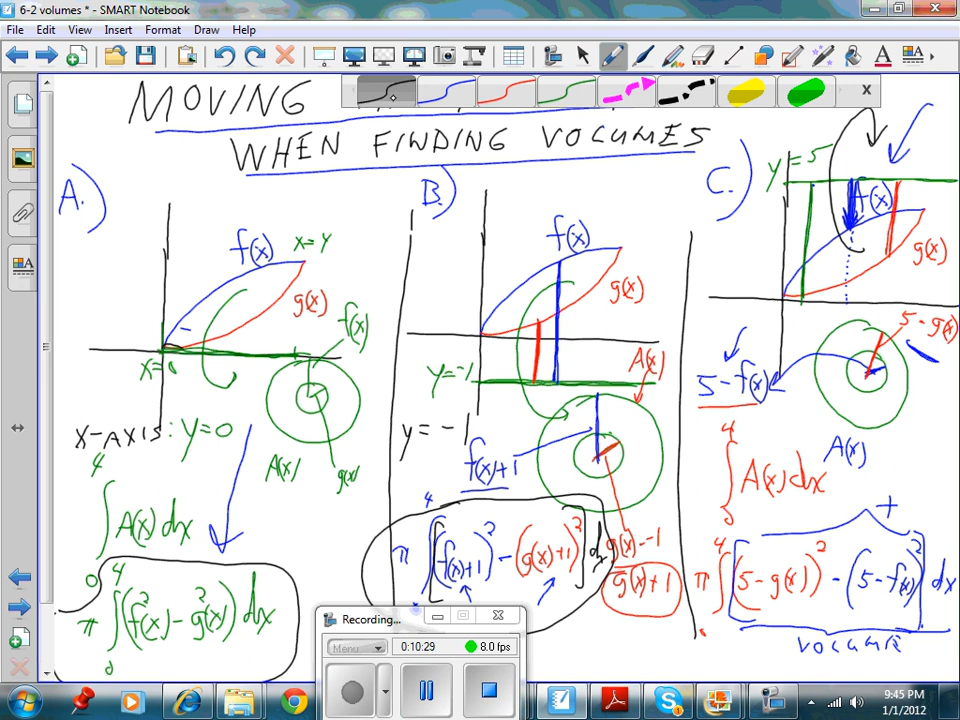 6-2 volumes * - SMART Notebook
File Edit View Insert Format Draw Help
MOVING
WHEN FINDING VOLUMES
A.)
f(x)
x=y
g(x)
f(x)
x=0
x-AXIS: y=0
A(x)
g(x)
4
∫ A(x) dx
0
4
π ∫ (f²(x) - g²(x)) dx
0
B.)
f(x)
g(x)
y=-1
A(x)
y = -1
f(x)+1
4
π ∫ [(f(x)+1)² - (g(x)+1)²] dx
g(x)--1
g(x)+1
C.)
y=5
f(x)
g(x)
5-g(x)
5-f(x)
A(x)
4
∫ A(x) dx
0
+
4
π ∫ [(5-g(x))² - (5-f(x))²] dx
0
VOLUME
Recording...
Menu
0:10:29
8.0 fps
9:45 PM
1/1/2012